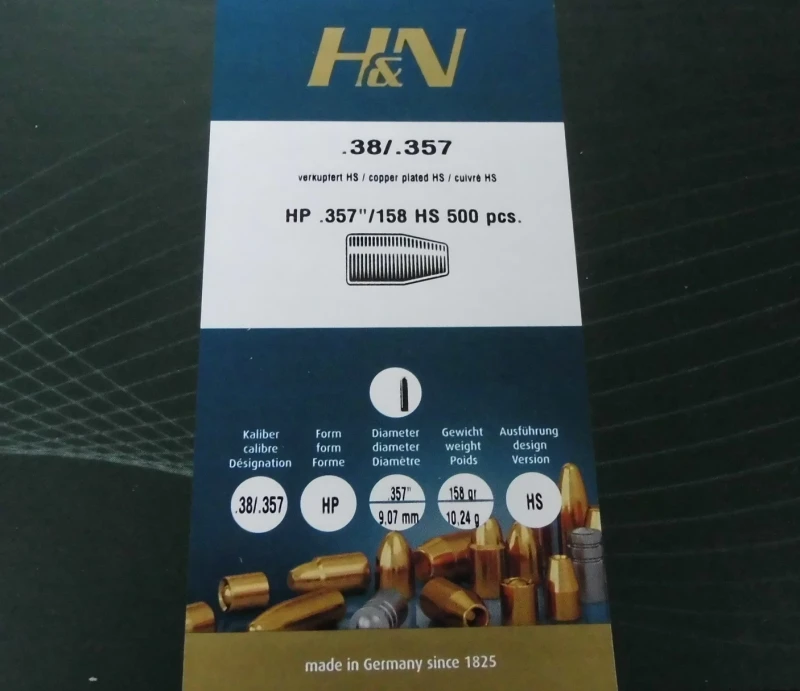 H&N
.38/.357
verkupfert HS / copper plated HS / cuivré HS
HP .357"/158 HS 500 pcs.
Kaliber
calibre
Désignation
Form
form
Forme
Diameter
diameter
Diamètre
Gewicht
weight
Poids
Ausführung
design
Version
.38/.357
HP
.357"
9,07 mm
158 gr
10,24 g
HS
made in Germany since 1825